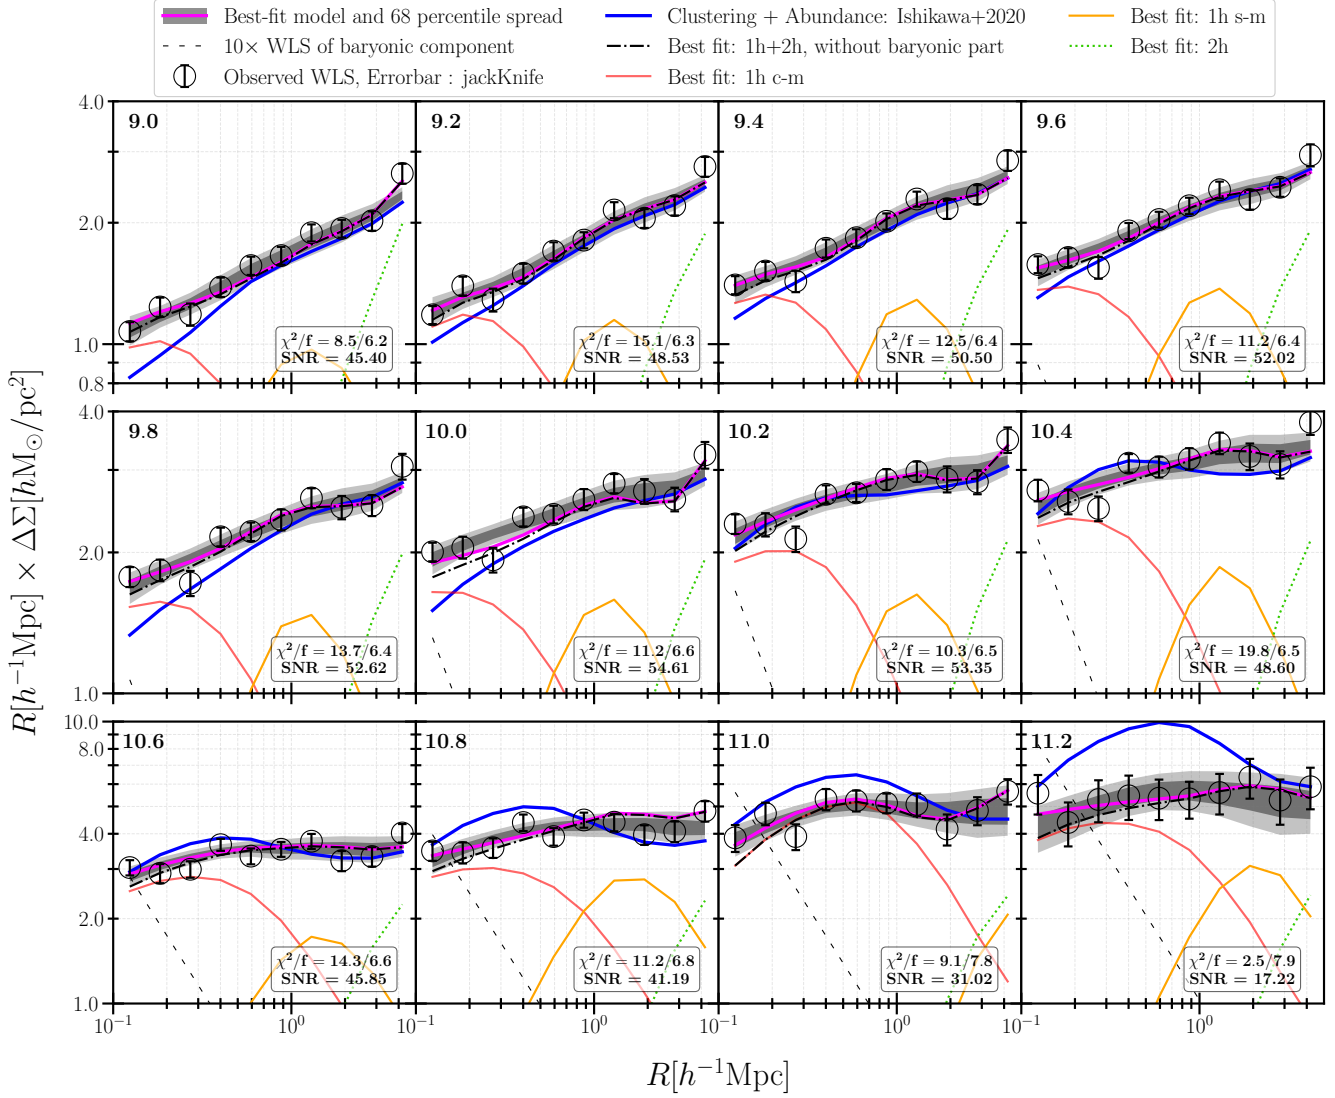 Best-fit model and 68 percentile spread
10× WLS of baryonic component
Observed WLS, Errorbar : jackKnife
Clustering + Abundance: Ishikawa+2020
Best fit: 1h+2h, without baryonic part
Best fit: 1h c-m
Best fit: 1h s-m
Best fit: 2h
R[h⁻¹Mpc] × ΔΣ[hM⊙/pc²]
4.0
2.0
1.0
0.8
9.0
χ²/f = 8.5/6.2
SNR = 45.40
9.2
χ²/f = 15.1/6.3
SNR = 48.53
9.4
χ²/f = 12.5/6.4
SNR = 50.50
9.6
χ²/f = 11.2/6.4
SNR = 52.02
4.0
2.0
1.0
9.8
χ²/f = 13.7/6.4
SNR = 52.62
10.0
χ²/f = 11.2/6.6
SNR = 54.61
10.2
χ²/f = 10.3/6.5
SNR = 53.35
10.4
χ²/f = 19.8/6.5
SNR = 48.60
10.0
8.0
4.0
2.0
1.0
10.6
χ²/f = 14.3/6.6
SNR = 45.85
10.8
χ²/f = 11.2/6.8
SNR = 41.19
11.0
χ²/f = 9.1/7.8
SNR = 31.02
11.2
χ²/f = 2.5/7.9
SNR = 17.22
10⁻¹ 10⁰ 10⁻¹ 10⁰ 10⁻¹ 10⁰ 10⁻¹ 10⁰
R[h⁻¹Mpc]